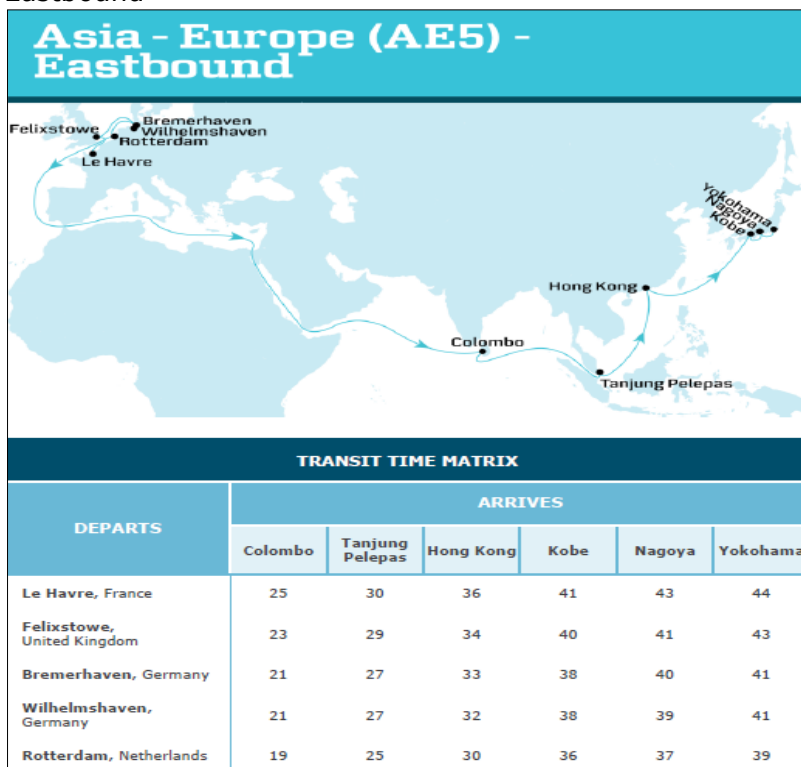 Eastbound
Asia - Europe (AE5) -
Eastbound
Bremerhaven
Felixstowe
Wilhelmshaven
Rotterdam
Le Havre
Yokohama
Nagoya
Kobe
Hong Kong
Colombo
Tanjung Pelepas
TRANSIT TIME MATRIX
DEPARTS
ARRIVES
Colombo Tanjung Pelepas Hong Kong Kobe Nagoya Yokohama
Le Havre, France 25 30 36 41 43 44
Felixstowe,
United Kingdom 23 29 34 40 41 43
Bremerhaven, Germany 21 27 33 38 40 41
Wilhelmshaven,
Germany 21 27 32 38 39 41
Rotterdam, Netherlands 19 25 30 36 37 39